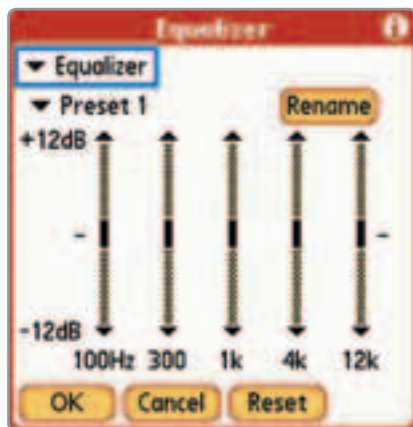 Equalizer
Equalizer
Preset 1 Rename
+12dB
-12dB
100Hz 300 1k 4k 12k
OK Cancel Reset